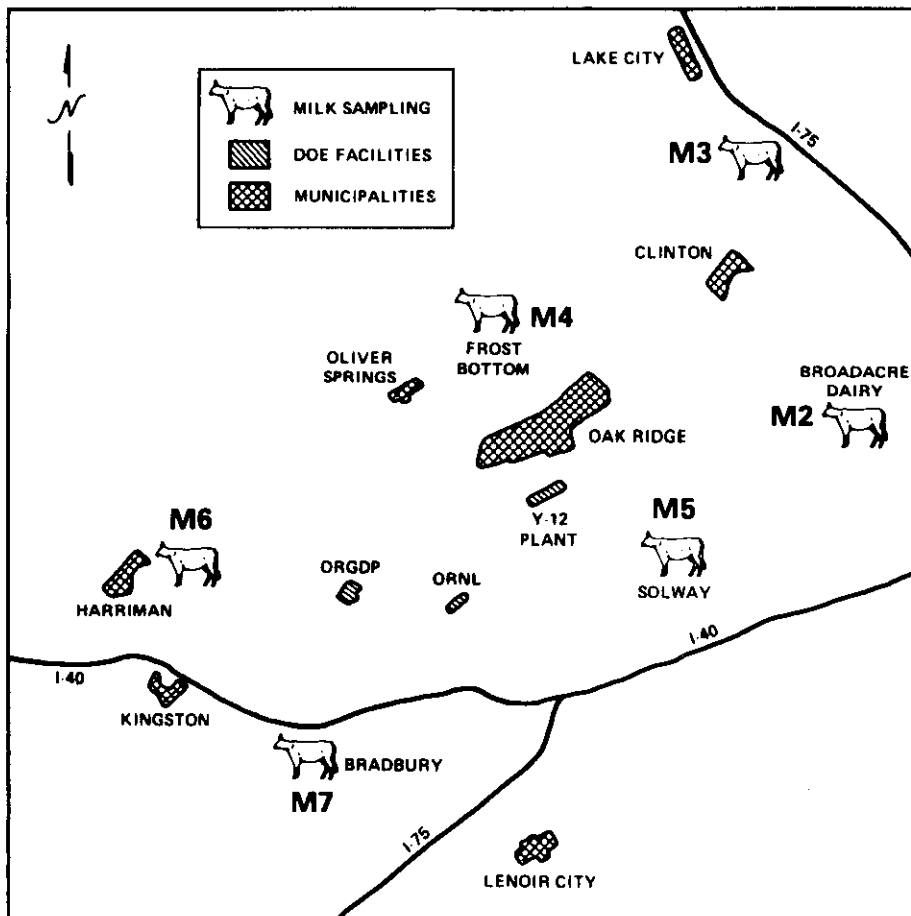 LAKE CITY
N
MILK SAMPLING
DOE FACILITIES
MUNICIPALITIES
I-75
M3
CLINTON
M4
FROST
BOTTOM
OLIVER
SPRINGS
BROADACRE
DAIRY
M2
OAK RIDGE
Y-12
PLANT
M5
SOLWAY
M6
HARRIMAN
ORGDP
ORNL
I-40
I-40
KINGSTON
BRADBURY
M7
I-75
LENOIR CITY